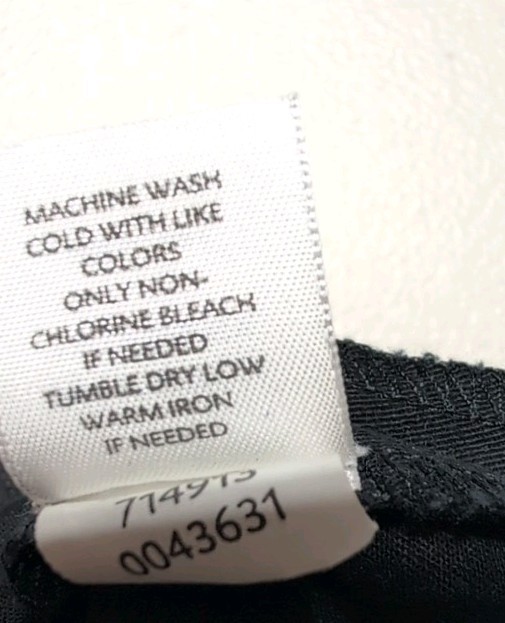 MACHINE WASH
COLD WITH LIKE
COLORS
ONLY NON-
CHLORINE BLEACH
IF NEEDED
TUMBLE DRY LOW
WARM IRON
IF NEEDED
0043631